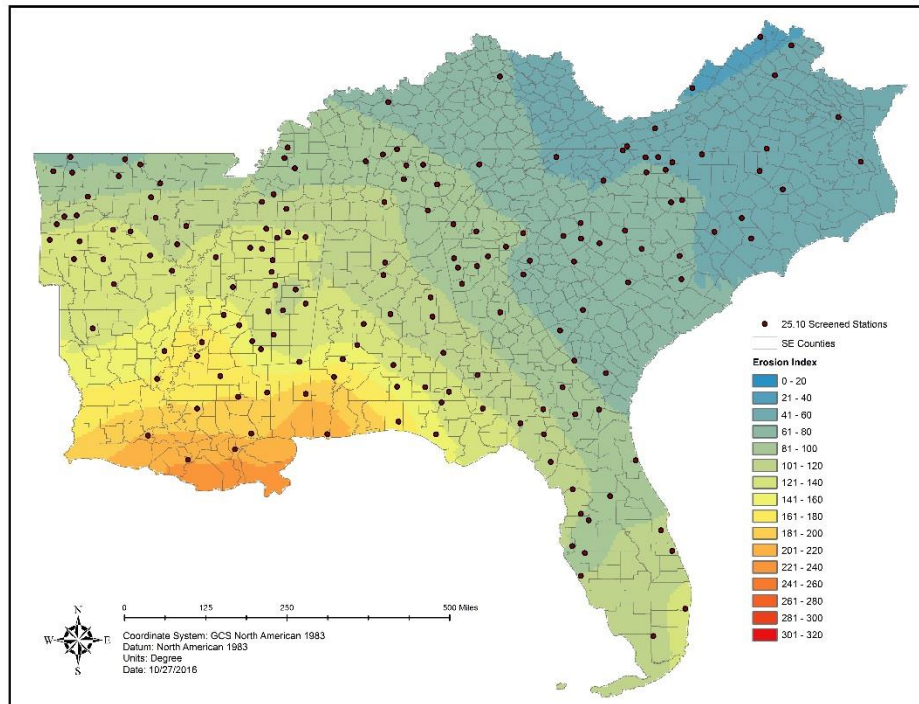 25.10 Screened Stations
SE Counties
Erosion Index
0 - 20
21 - 40
41 - 60
61 - 80
81 - 100
101 - 120
121 - 140
141 - 160
161 - 180
181 - 200
201 - 220
221 - 240
241 - 260
261 - 280
281 - 300
301 - 320
0 125 250 500 Miles
N
W E
S
Coordinate System: GCS North American 1983
Datum: North American 1983
Units: Degree
Date: 10/27/2016